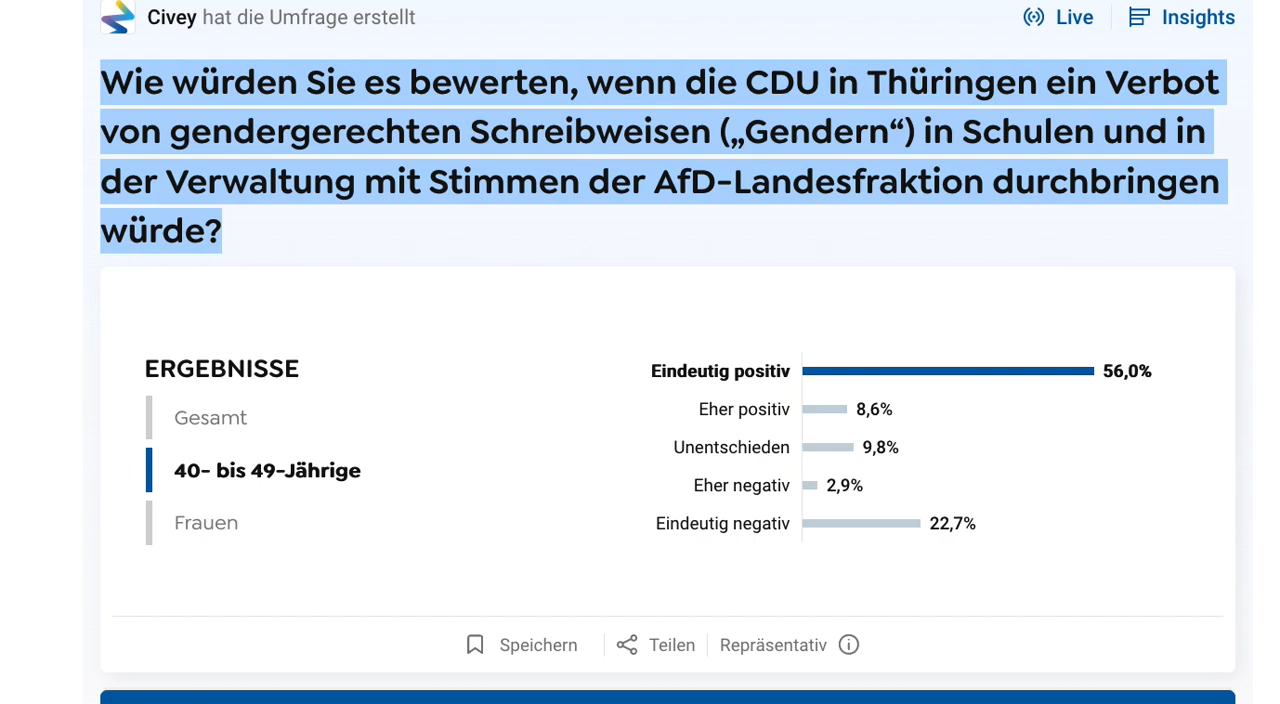 Civey hat die Umfrage erstellt
Live
Insights
Wie würden Sie es bewerten, wenn die CDU in Thüringen ein Verbot
von gendergerechten Schreibweisen („Gendern“) in Schulen und in
der Verwaltung mit Stimmen der AfD-Landesfraktion durchbringen
würde?
ERGEBNISSE
Gesamt
40- bis 49-Jährige
Frauen
Eindeutig positiv 56,0%
Eher positiv 8,6%
Unentschieden 9,8%
Eher negativ 2,9%
Eindeutig negativ 22,7%
Speichern
Teilen
Repräsentativ